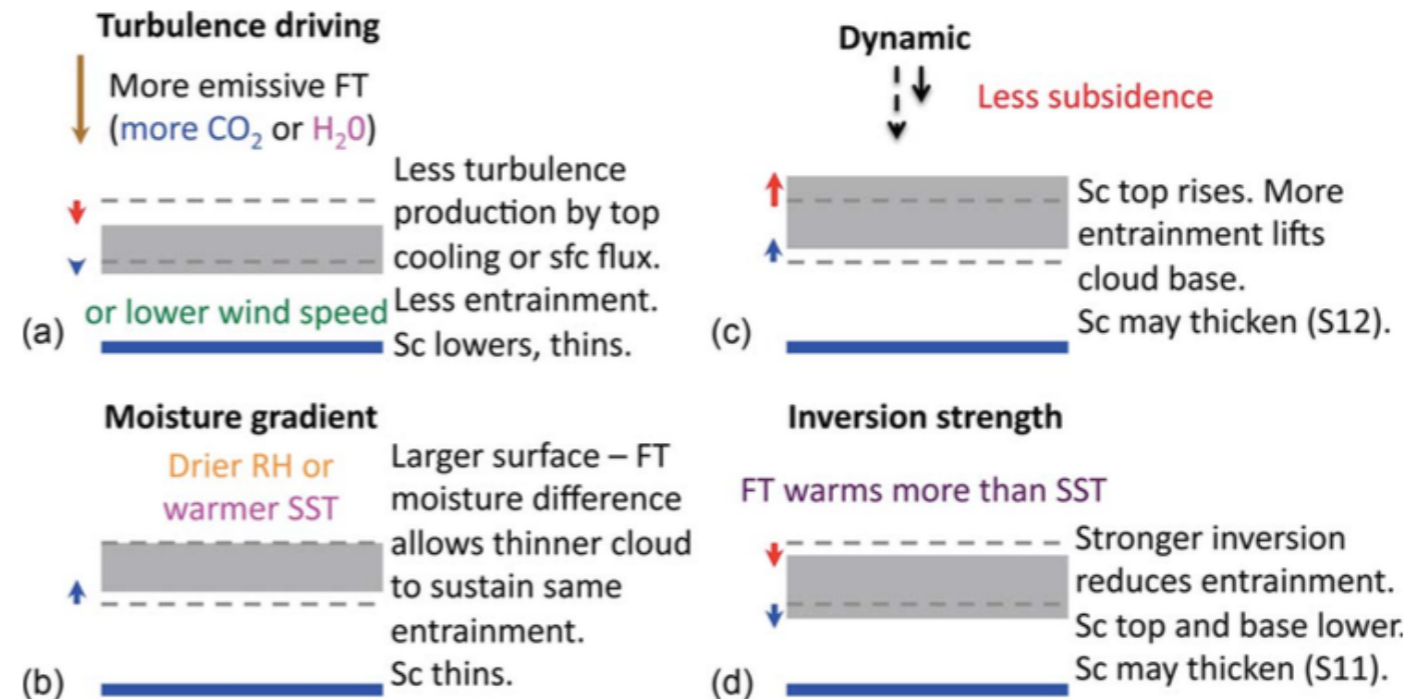 Turbulence driving
More emissive FT
(more CO₂ or H₂0)
Less turbulence
production by top
cooling or sfc flux.
Less entrainment.
Sc lowers, thins.
or lower wind speed
(a)
Moisture gradient
Drier RH or
warmer SST
Larger surface – FT
moisture difference
allows thinner cloud
to sustain same
entrainment.
Sc thins.
(b)
Dynamic
Less subsidence
Sc top rises. More
entrainment lifts
cloud base.
Sc may thicken (S12).
(c)
Inversion strength
FT warms more than SST
Stronger inversion
reduces entrainment.
Sc top and base lower.
Sc may thicken (S11).
(d)